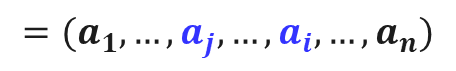 = (a₁, …, aⱼ, …, aᵢ, …, aₙ)